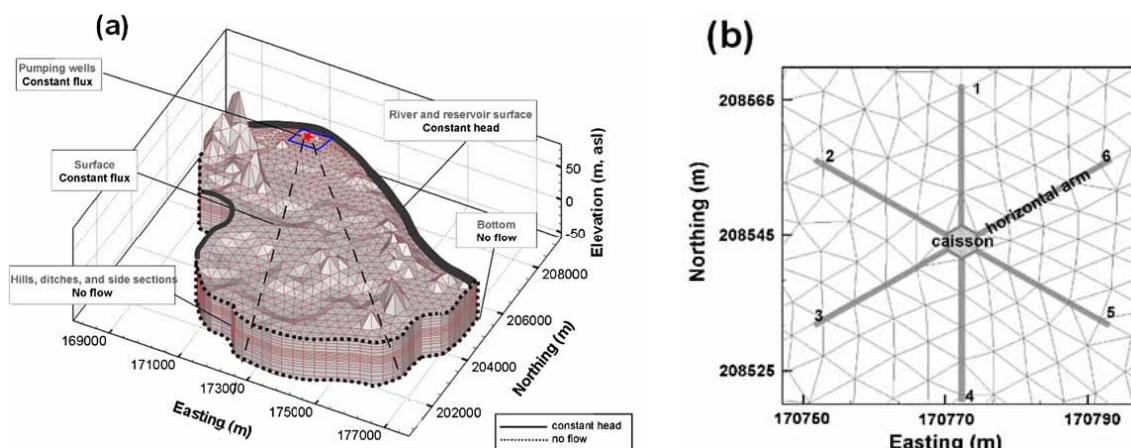 (a)
Pumping wells
Constant flux
River and reservoir surface
Constant head
Surface
Constant flux
Bottom
No flow
Hills, ditches, and side sections
No flow
50
0
-50
Elevation (m, asl)
208000
206000
204000
202000
Northing (m)
169000
171000
173000
175000
177000
Easting (m)
constant head
no flow
(b)
208565
208545
208525
Northing (m)
1
2
6
horizontal arm
caisson
3
5
4
170750
170770
170790
Easting (m)